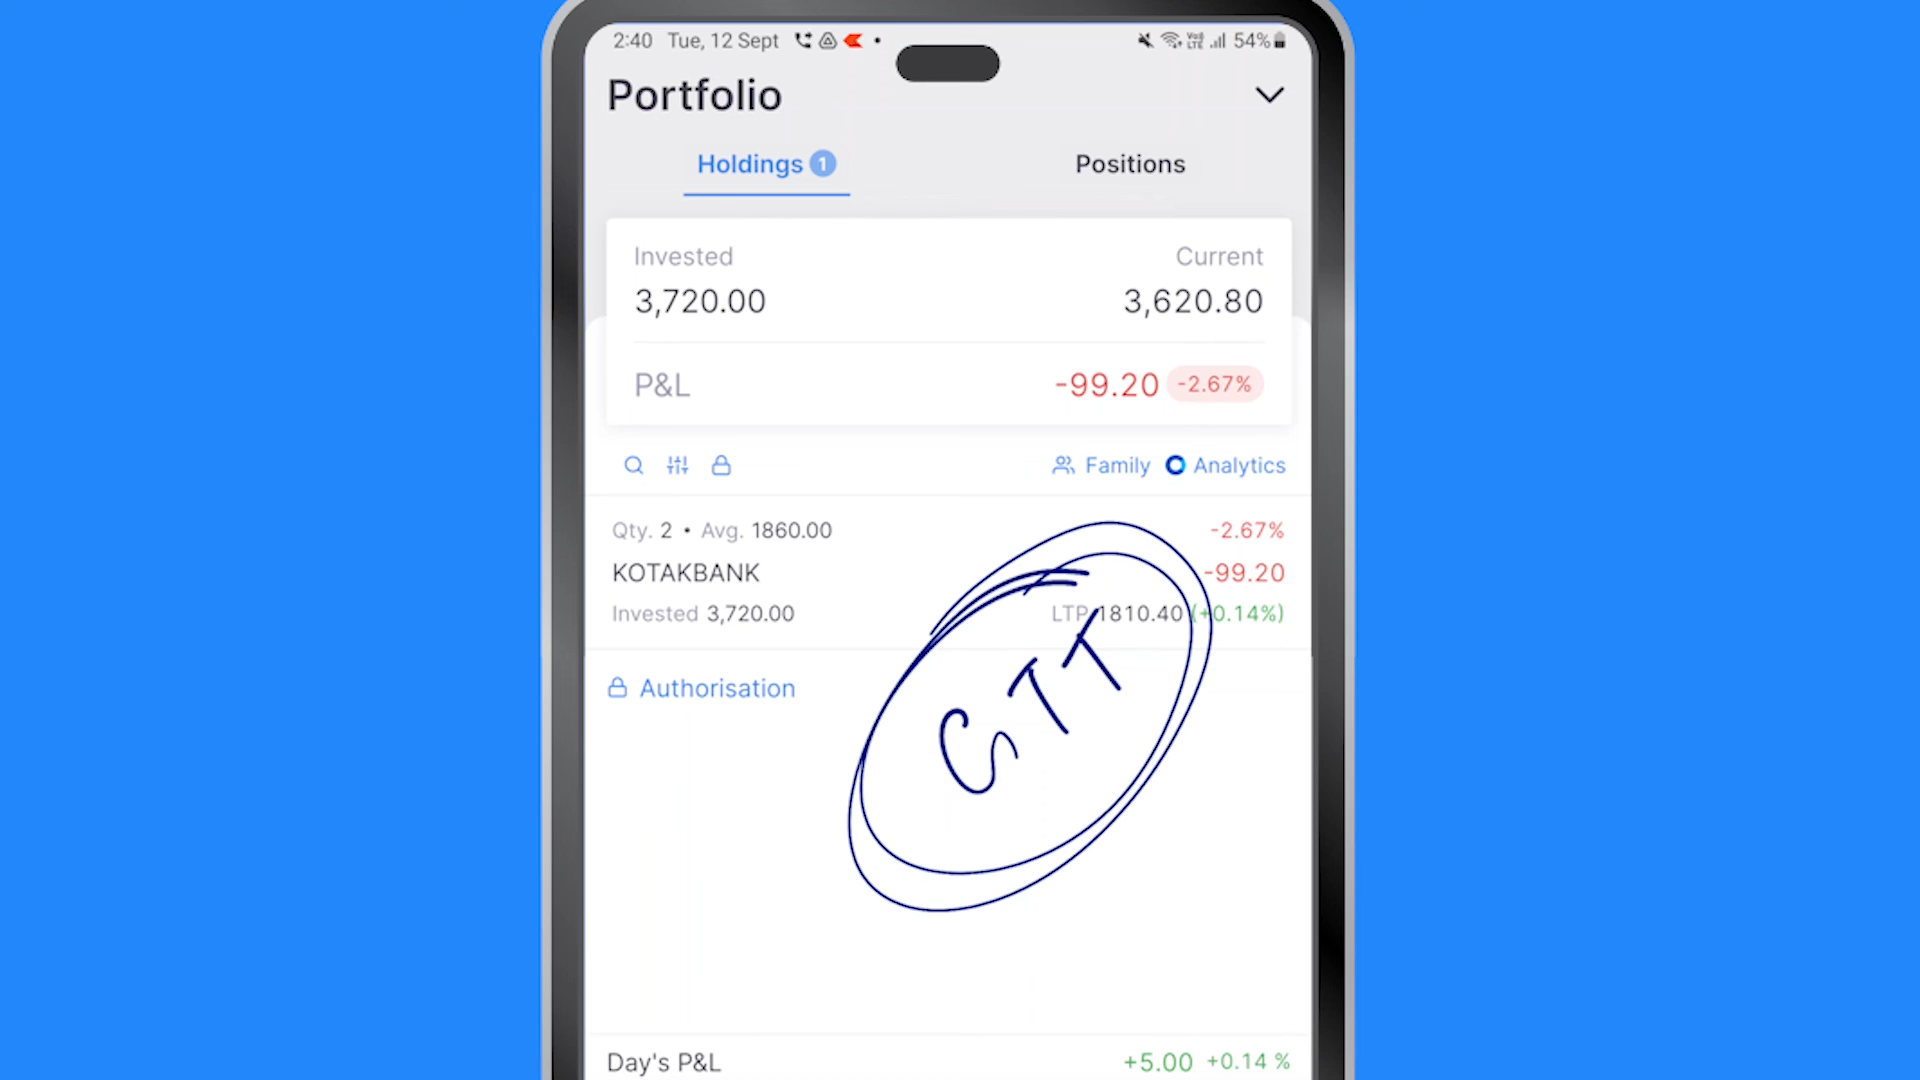 2:40 Tue, 12 Sept 54%
Portfolio
Holdings 1 Positions
Invested Current
3,720.00 3,620.80
P&L -99.20 -2.67%
Family Analytics
Qty. 2 • Avg. 1860.00 -2.67%
KOTAKBANK -99.20
Invested 3,720.00 LTP 1810.40 (+0.14%)
GTT
Authorisation
Day's P&L +5.00 +0.14 %